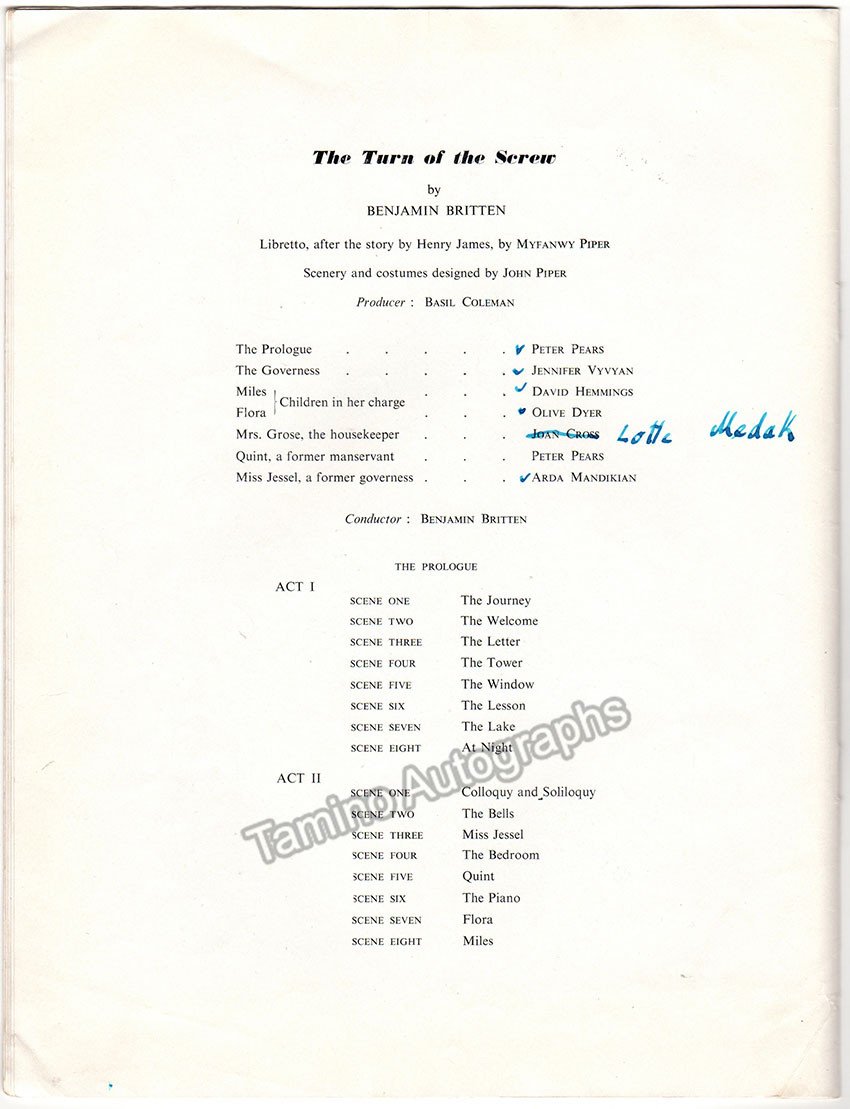 The Turn of the Screw
by
BENJAMIN BRITTEN
Libretto, after the story by Henry James, by MYFANWY PIPER
Scenery and costumes designed by JOHN PIPER
Producer : BASIL COLEMAN
The Prologue . . . . . ✓ PETER PEARS
The Governess . . . . . ✓ JENNIFER VYVYAN
Miles . . . ✓ DAVID HEMMINGS
Children in her charge
Flora . . . OLIVE DYER
Mrs. Grose, the housekeeper . . . JOAN CROSS Lotte Medak
Quint, a former manservant . . . PETER PEARS
Miss Jessel, a former governess . . . ✓ ARDA MANDIKIAN
Conductor : BENJAMIN BRITTEN
THE PROLOGUE
ACT I
SCENE ONE The Journey
SCENE TWO The Welcome
SCENE THREE The Letter
SCENE FOUR The Tower
SCENE FIVE The Window
SCENE SIX The Lesson
SCENE SEVEN The Lake
SCENE EIGHT At Night
ACT II
SCENE ONE Colloquy and Soliloquy
SCENE TWO The Bells
SCENE THREE Miss Jessel
SCENE FOUR The Bedroom
SCENE FIVE Quint
SCENE SIX The Piano
SCENE SEVEN Flora
SCENE EIGHT Miles
Tamino Autographs